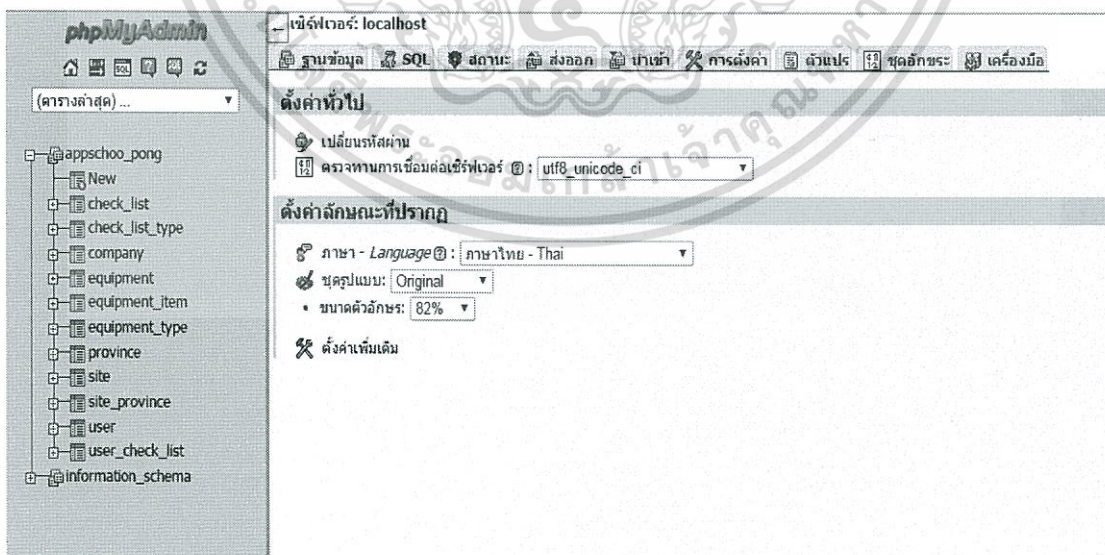 phpMyAdmin
(ตารางล่าสุด) ...
appschoo_pong
New
check_list
check_list_type
company
equipment
equipment_item
equipment_type
province
site
site_province
user
user_check_list
information_schema
เซิร์ฟเวอร์: localhost
ฐานข้อมูล SQL สถานะ ส่งออก นำเข้า การตั้งค่า ตัวแปร ชุดอักขระ เครื่องมือ
ตั้งค่าทั่วไป
เปลี่ยนรหัสผ่าน
ตรวจทานการเชื่อมต่อเซิร์ฟเวอร์ : utf8_unicode_ci
ตั้งค่าลักษณะที่ปรากฏ
ภาษา - Language : ภาษาไทย - Thai
ชุดรูปแบบ: Original
ขนาดตัวอักษร: 82%
ตั้งค่าเพิ่มเติม